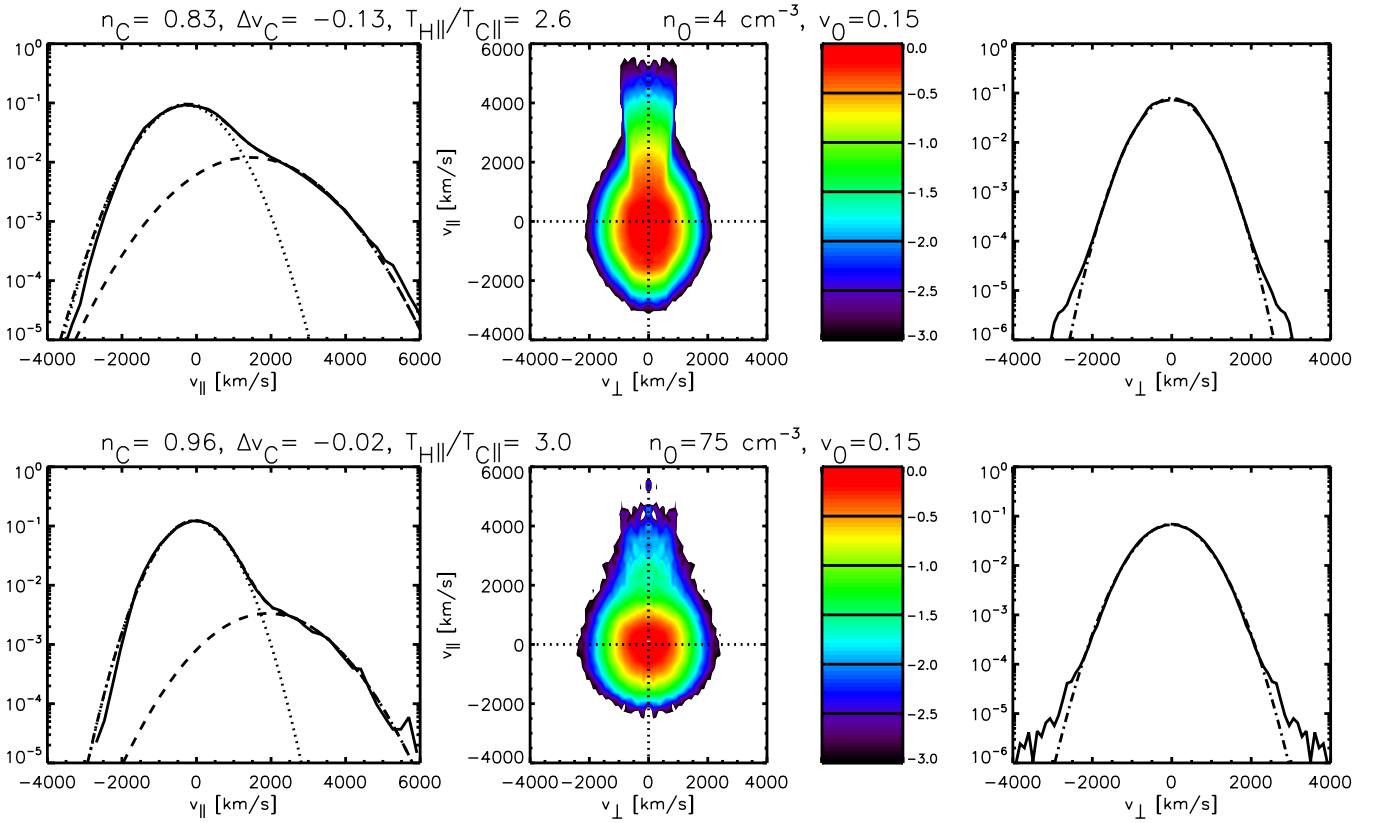 n_C= 0.83, Δv_C= −0.13, T_H∥/T_C∥= 2.6
n_0=4 cm^−3, v_0=0.15
10^0
10^−1
10^−2
10^−3
10^−4
10^−5
−4000 −2000 0 2000 4000 6000
v_∥ [km/s]
6000
4000
2000
0
−2000
−4000
v_∥ [km/s]
−4000 −2000 0 2000 4000
v_⊥ [km/s]
0.0
−0.5
−1.0
−1.5
−2.0
−2.5
−3.0
10^0
10^−1
10^−2
10^−3
10^−4
10^−5
10^−6
−4000 −2000 0 2000 4000
v_⊥ [km/s]
n_C= 0.96, Δv_C= −0.02, T_H∥/T_C∥= 3.0
n_0=75 cm^−3, v_0=0.15
10^0
10^−1
10^−2
10^−3
10^−4
10^−5
−4000 −2000 0 2000 4000 6000
v_∥ [km/s]
6000
4000
2000
0
−2000
−4000
v_∥ [km/s]
−4000 −2000 0 2000 4000
v_⊥ [km/s]
0.0
−0.5
−1.0
−1.5
−2.0
−2.5
−3.0
10^0
10^−1
10^−2
10^−3
10^−4
10^−5
10^−6
−4000 −2000 0 2000 4000
v_⊥ [km/s]